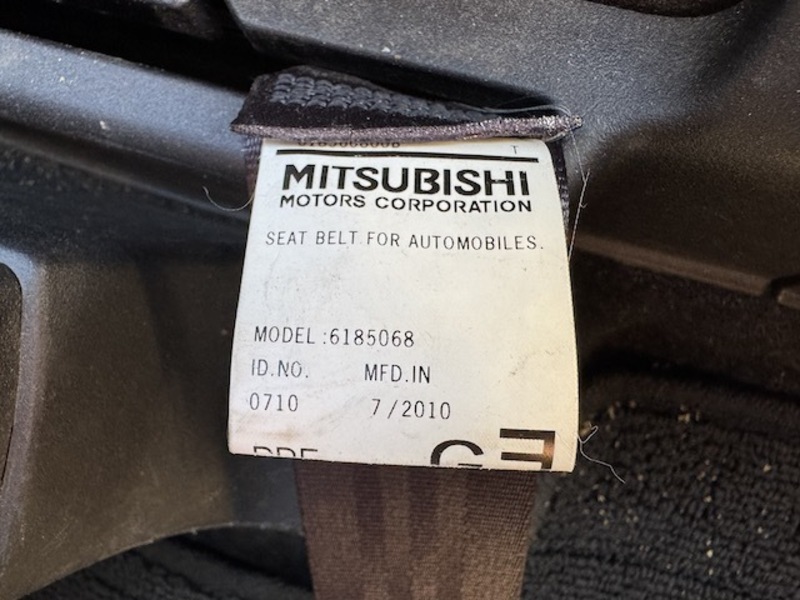 T
MITSUBISHI
MOTORS CORPORATION
SEAT BELT FOR AUTOMOBILES.
MODEL :6185068
ID.NO. MFD.IN
0710 7/2010